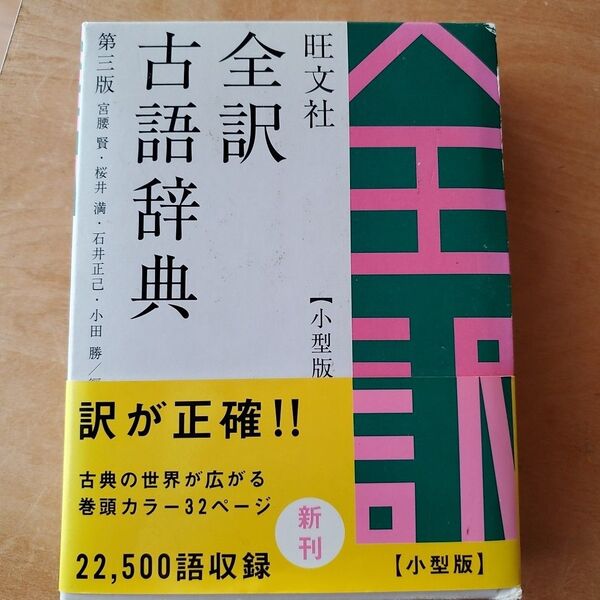 旺文社
全訳
古語辞典
第三版 宮腰 賢・桜井 満・石井正己・小田 勝／
【小型版
全訳
訳が正確!!
古典の世界が広がる
巻頭カラー32ページ
新刊
22,500語収録
【小型版】